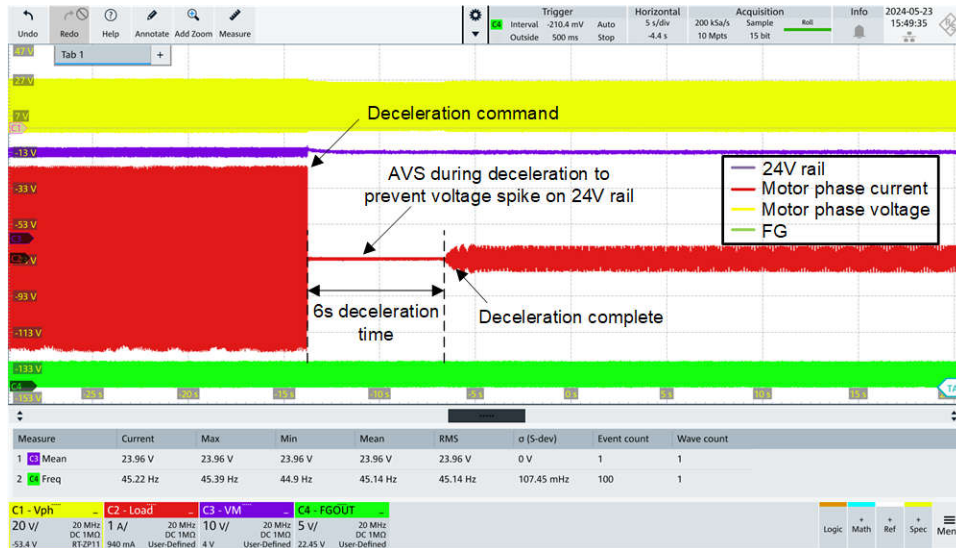 Undo Redo Help Annotate Add Zoom Measure
Trigger Horizontal Acquisition Info 2024-05-23
C4 Interval -210.4 mV Auto 5 s/div 200 kSa/s Sample Roll 15:49:35
Outside 500 ms Stop -4.4 s 10 Mpts 15 bit
Tab 1 +
47 V
27 V
7 V
C1
Deceleration command
-13 V
AVS during deceleration to
prevent voltage spike on 24V rail
24V rail
Motor phase current
Motor phase voltage
FG
-33 V
-53 V
C3
C2
-93 V
6s deceleration
time
Deceleration complete
-113 V
-133 V
C4
-153 V
-25 s -20 s -15 s -10 s -5 s 0 s 5 s 10 s 15 s
TA
Measure Current Max Min Mean RMS σ (S-dev) Event count Wave count
1 C3 Mean 23.96 V 23.96 V 23.96 V 23.96 V 23.96 V 0 V 1 1
2 C4 Freq 45.22 Hz 45.39 Hz 44.9 Hz 45.14 Hz 45.14 Hz 107.45 mHz 100 1
C1 - Vph C2 - Load C3 - VM C4 - FGOUT
20 V/ 20 MHz 1 A/ 20 MHz 10 V/ 20 MHz 5 V/ 20 MHz
DC 1MΩ DC 1MΩ DC 1MΩ DC 1MΩ
-53.4 V RT-ZP11 940 mA User-Defined 4 V User-Defined 22.45 V User-Defined
Logic + Math + Ref + Spec Men